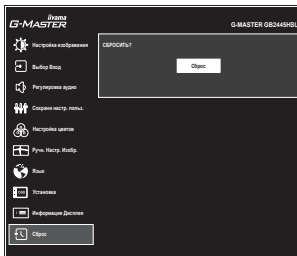 iiyama
G-MASTER
G-MASTER GB2445HSU
Настройка изображения
СБРОСИТЬ?
Сброс
Выбор Вход
Регулировка аудио
Сохрани настр. польз.
Настройка цветов
Ручн. Настр. Изобр.
Язык
OSD
Установка
Информация Дисплея
Сброс